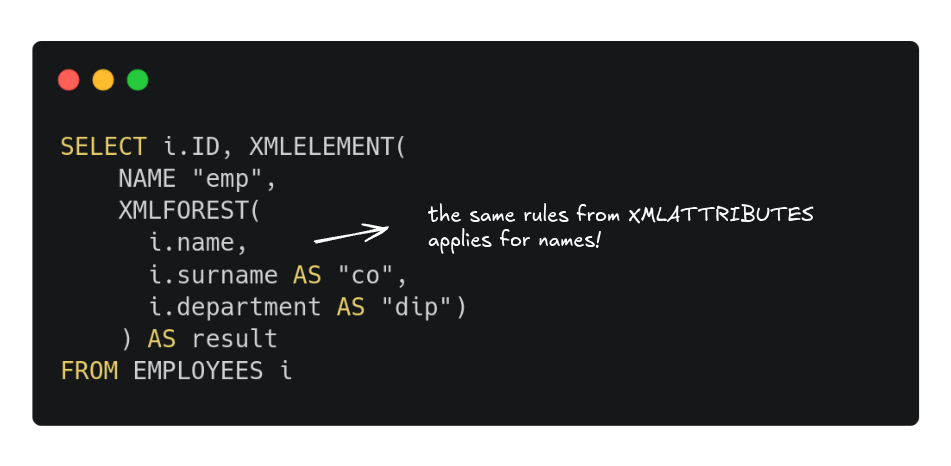 SELECT i.ID, XMLELEMENT(
NAME "emp",
XMLFOREST(
i.name,
i.surname AS "co",
i.department AS "dip")
) AS result
FROM EMPLOYEES i
the same rules from XMLATTRIBUTES
applies for names!